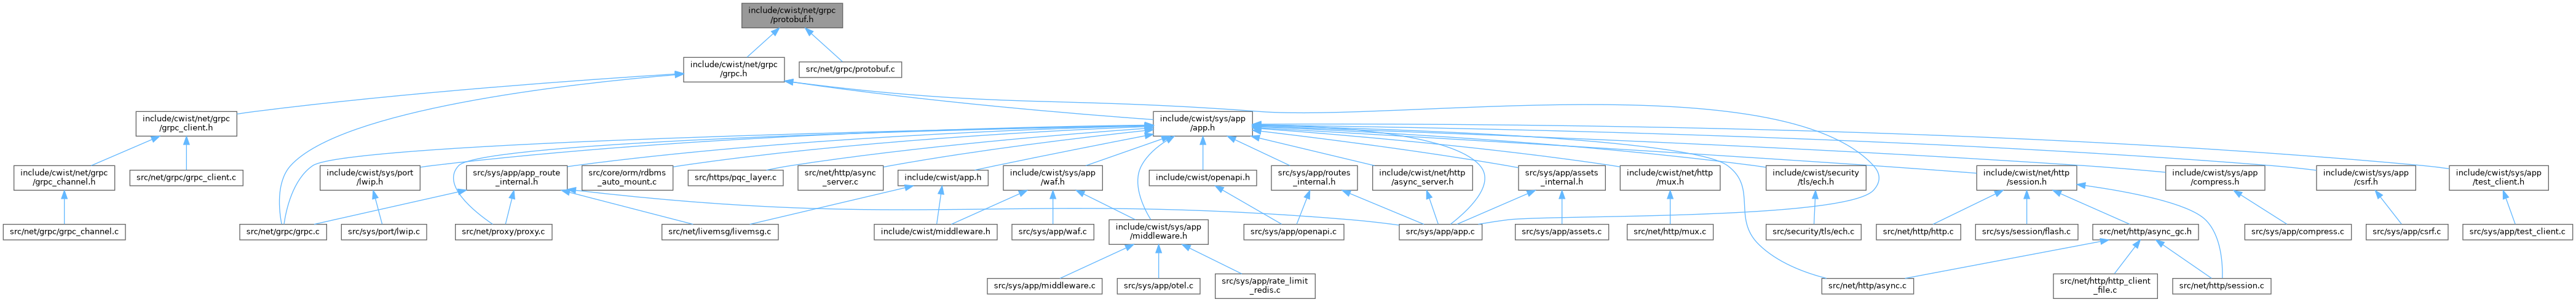 include/cwist/net/grpc
/protobuf.h
include/cwist/net/grpc
/grpc.h
src/net/grpc/protobuf.c
include/cwist/net/grpc
/grpc_client.h
include/cwist/sys/app
/app.h
include/cwist/net/grpc
/grpc_channel.h
src/net/grpc/grpc_client.c
include/cwist/sys/port
/lwip.h
src/sys/app/app_route
_internal.h
src/core/orm/rdbms
_auto_mount.c
src/https/pqc_layer.c
src/net/http/async
_server.c
include/cwist/app.h
include/cwist/sys/app
/waf.h
include/cwist/openapi.h
src/sys/app/routes
_internal.h
include/cwist/net/http
/async_server.h
src/sys/app/assets
_internal.h
include/cwist/net/http
/mux.h
include/cwist/security
/tls/ech.h
include/cwist/net/http
/session.h
include/cwist/sys/app
/compress.h
include/cwist/sys/app
/csrf.h
include/cwist/sys/app
/test_client.h
src/net/grpc/grpc_channel.c
src/net/grpc/grpc.c
src/sys/port/lwip.c
src/net/proxy/proxy.c
src/net/livemsg/livemsg.c
include/cwist/middleware.h
src/sys/app/waf.c
include/cwist/sys/app
/middleware.h
src/sys/app/openapi.c
src/sys/app/app.c
src/sys/app/assets.c
src/net/http/mux.c
src/security/tls/ech.c
src/net/http/http.c
src/sys/session/flash.c
src/net/http/async_gc.h
src/sys/app/compress.c
src/sys/app/csrf.c
src/sys/app/test_client.c
src/sys/app/middleware.c
src/sys/app/otel.c
src/sys/app/rate_limit
_redis.c
src/net/http/async.c
src/net/http/http_client
_file.c
src/net/http/session.c